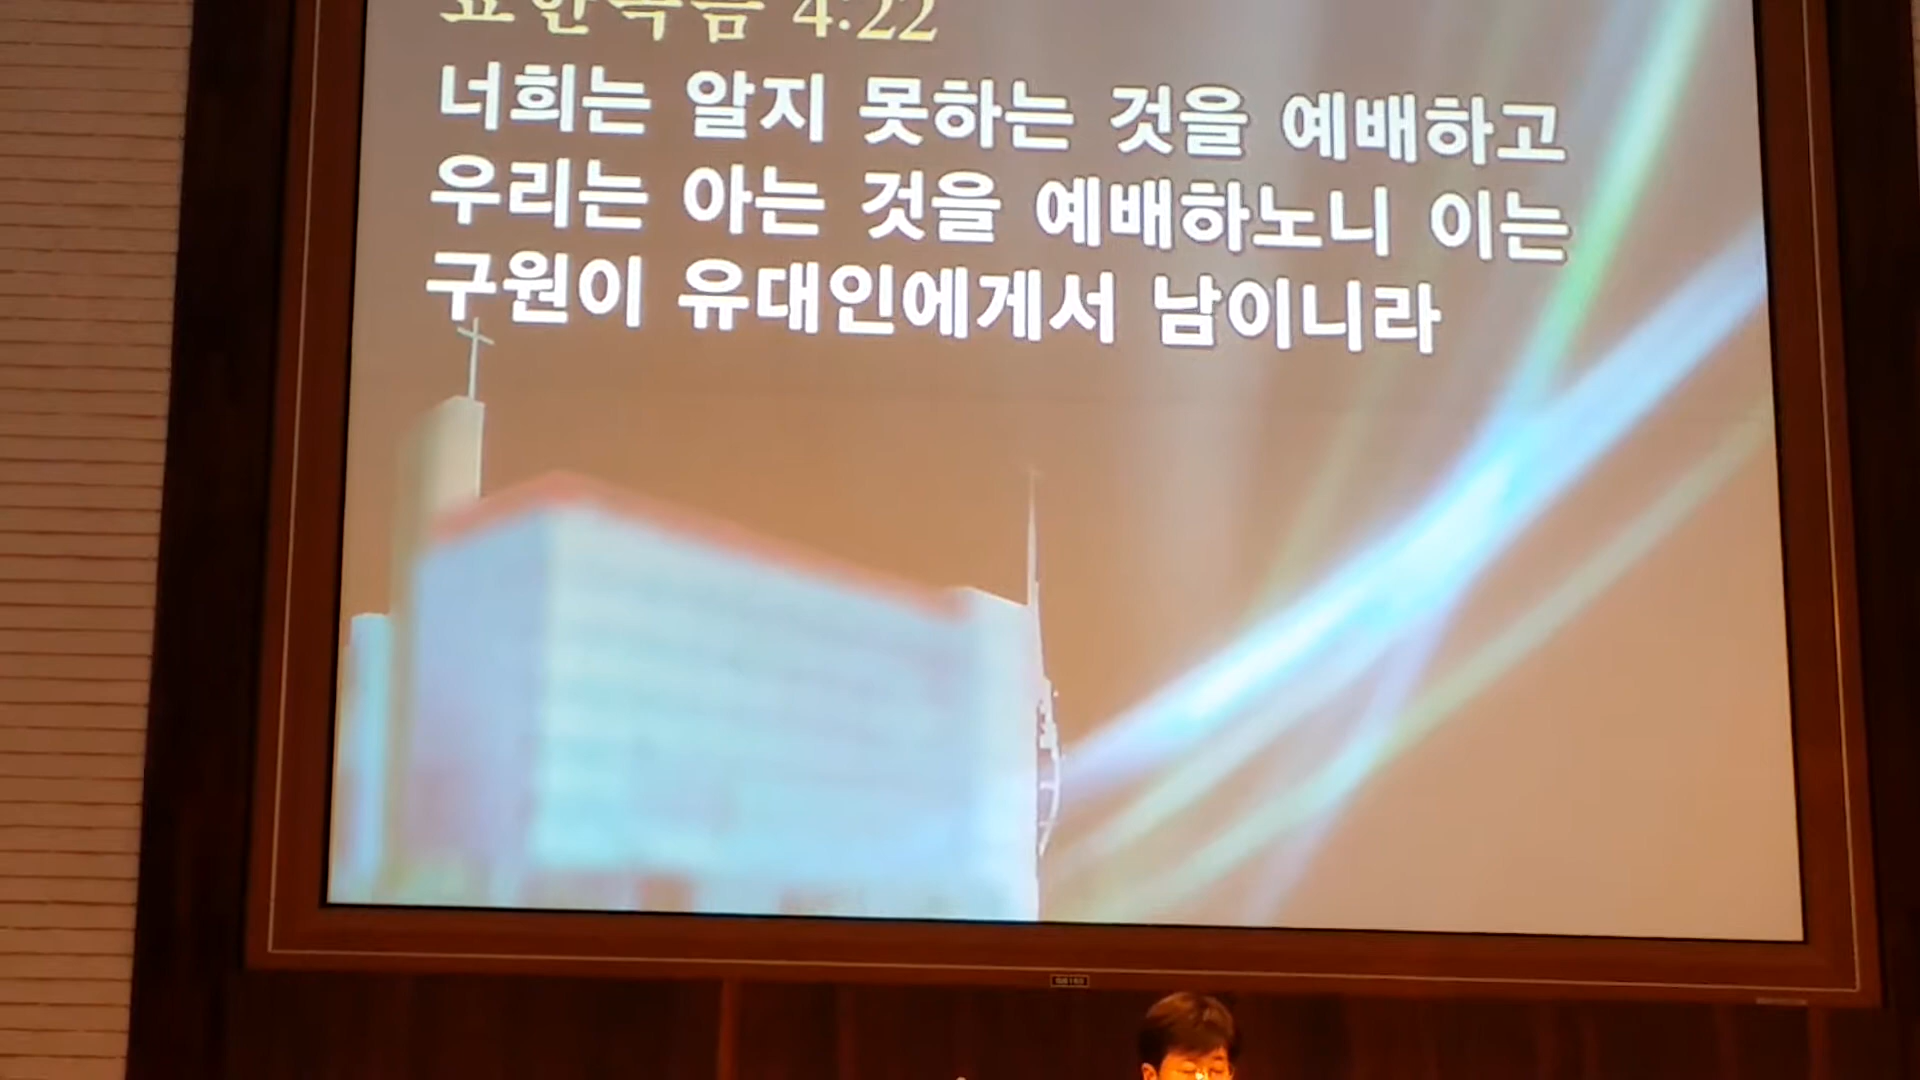 요한복음 4:22
너희는 알지 못하는 것을 예배하고
우리는 아는 것을 예배하노니 이는
구원이 유대인에게서 남이니라